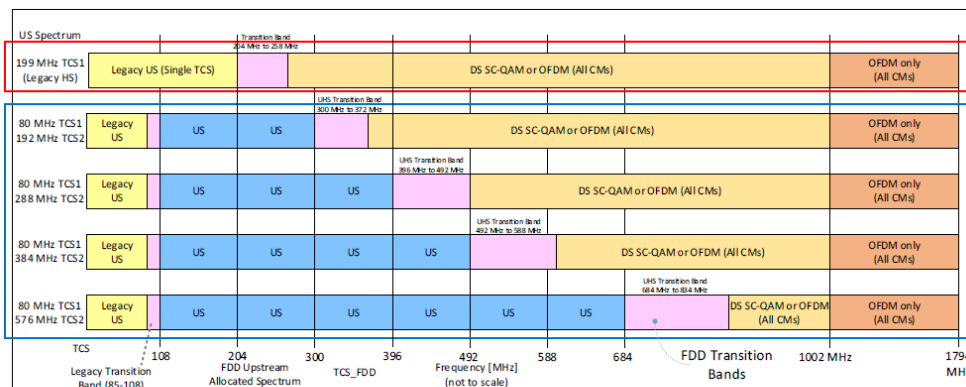 US Spectrum
Transition Band
204 MHz to 258 MHz
199 MHz TCS1
(Legacy HS)
Legacy US (Single TCS)
DS SC-QAM or OFDM (All CMs)
OFDM only
(All CMs)
UHS Transition Band
300 MHz to 372 MHz
80 MHz TCS1
192 MHz TCS2
Legacy
US
US
US
DS SC-QAM or OFDM (All CMs)
OFDM only
(All CMs)
UHS Transition Band
396 MHz to 492 MHz
80 MHz TCS1
288 MHz TCS2
Legacy
US
US
US
US
DS SC-QAM or OFDM (All CMs)
OFDM only
(All CMs)
UHS Transition Band
492 MHz to 588 MHz
80 MHz TCS1
384 MHz TCS2
Legacy
US
US
US
US
US
DS SC-QAM or OFDM (All CMs)
OFDM only
(All CMs)
UHS Transition Band
684 MHz to 834 MHz
80 MHz TCS1
576 MHz TCS2
Legacy
US
US
US
US
US
US
US
DS SC-QAM or OFDM
(All CMs)
OFDM only
(All CMs)
TCS
108
204
300
396
492
588
684
1002 MHz
1794
MH
Legacy Transition
Band (85-108)
FDD Upstream
Allocated Spectrum
TCS_FDD
Frequency [MHz]
(not to scale)
FDD Transition
Bands